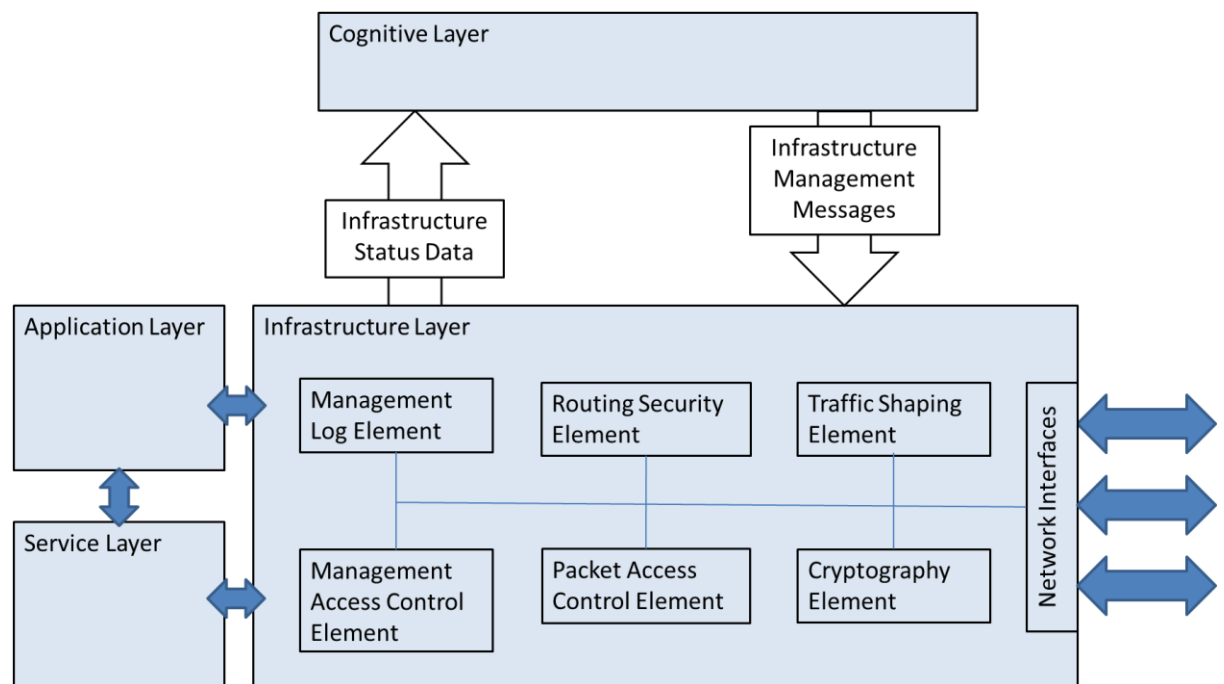 Cognitive Layer
Infrastructure
Status Data
Infrastructure
Management
Messages
Application Layer
Service Layer
Infrastructure Layer
Management
Log Element
Routing Security
Element
Traffic Shaping
Element
Management
Access Control
Element
Packet Access
Control Element
Cryptography
Element
Network Interfaces